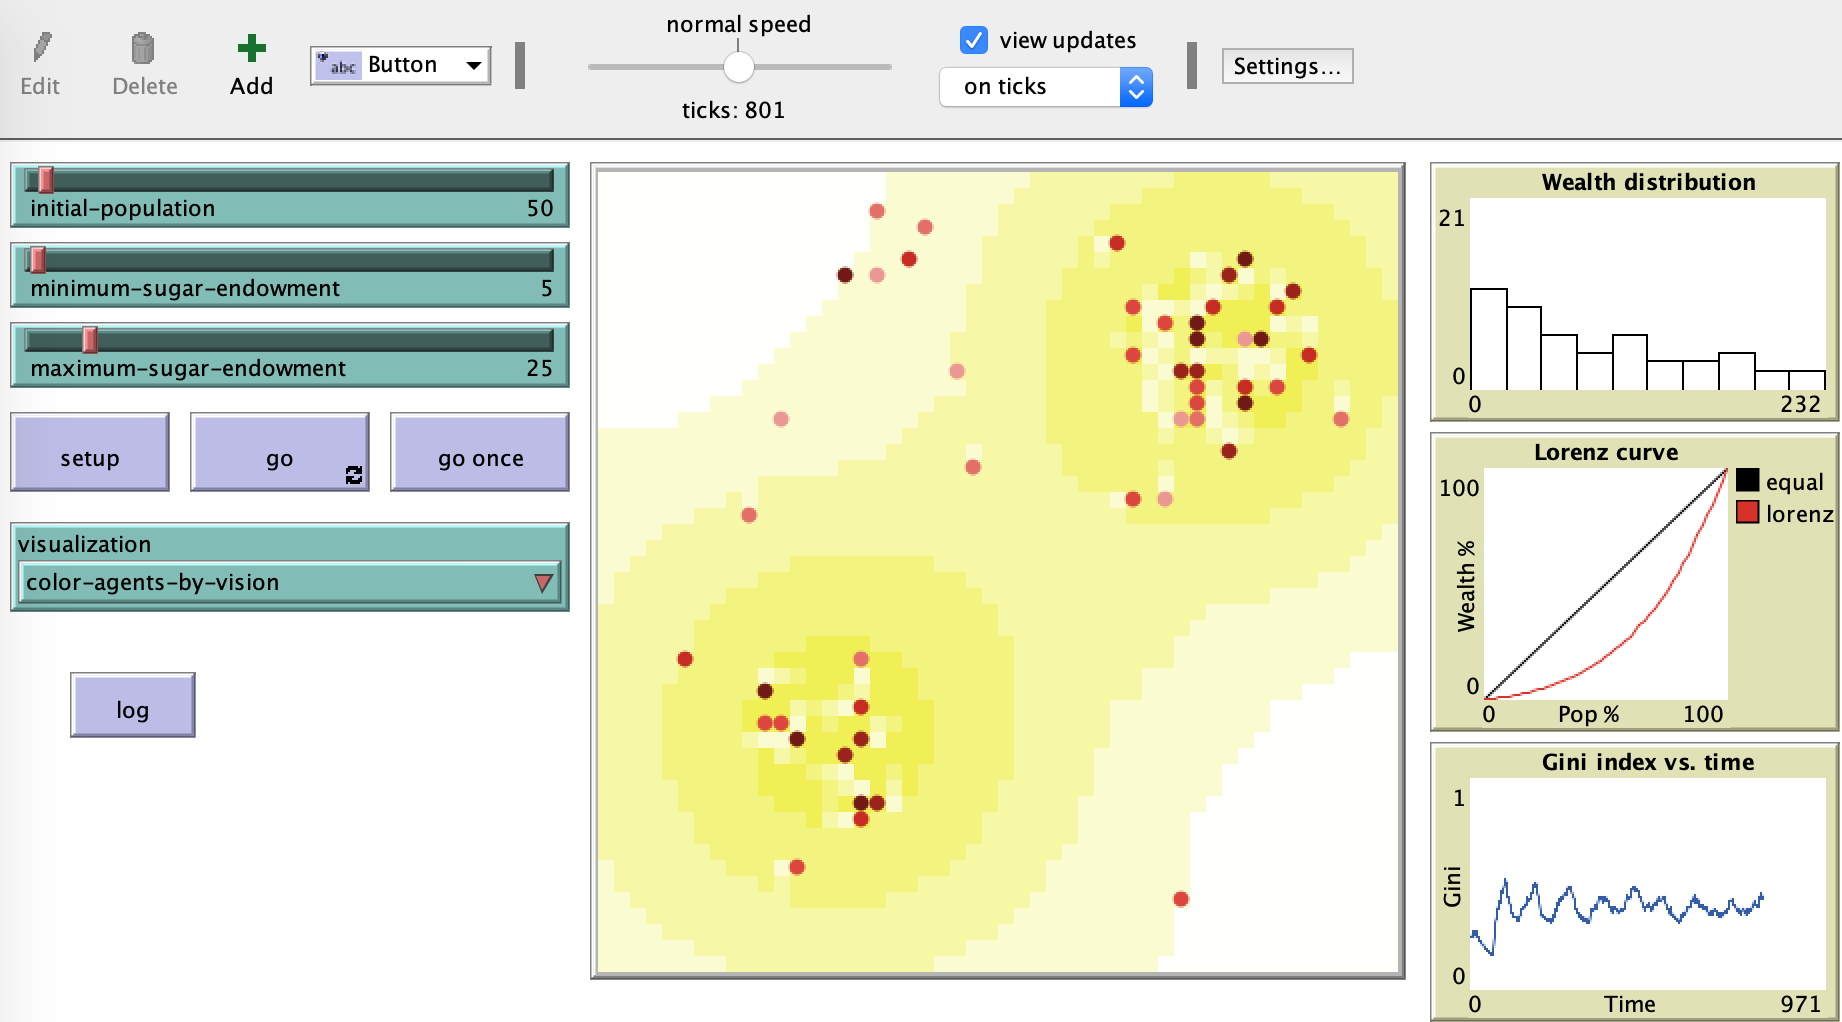 normal speed
view updates
Edit
Delete
Add
abc Button
on ticks
Settings...
ticks: 801
initial-population 50
minimum-sugar-endowment 5
maximum-sugar-endowment 25
setup
go
go once
visualization
color-agents-by-vision
log
Wealth distribution
21
0
0 232
Lorenz curve
100
equal
lorenz
Wealth %
0
0 Pop % 100
Gini index vs. time
1
Gini
0
0 Time 971